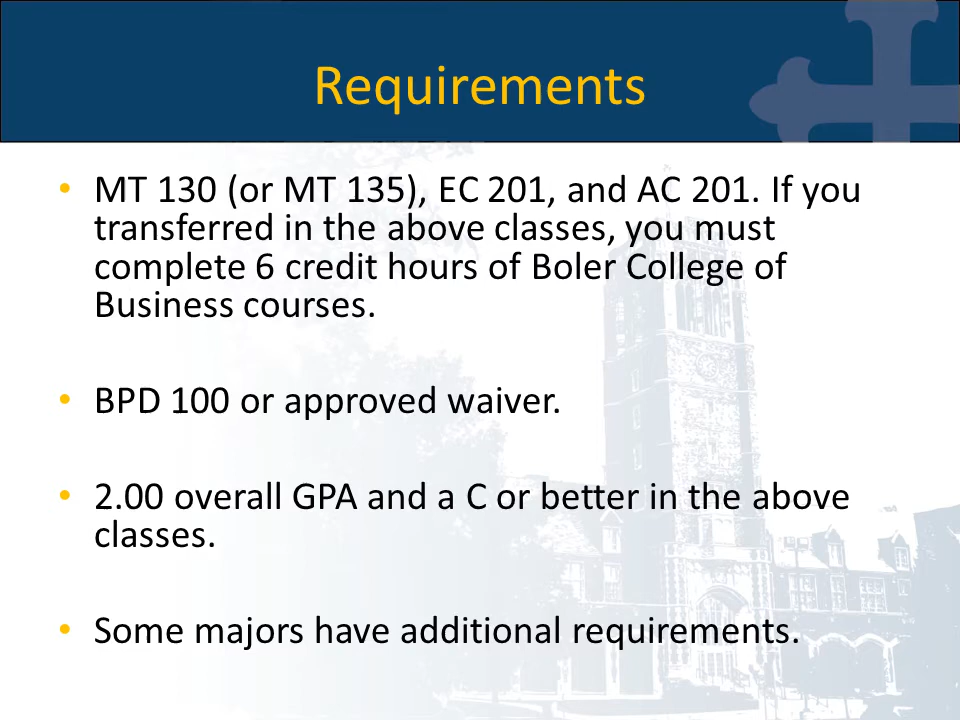 Requirements
• MT 130 (or MT 135), EC 201, and AC 201. If you
transferred in the above classes, you must
complete 6 credit hours of Boler College of
Business courses.
• BPD 100 or approved waiver.
• 2.00 overall GPA and a C or better in the above
classes.
• Some majors have additional requirements.